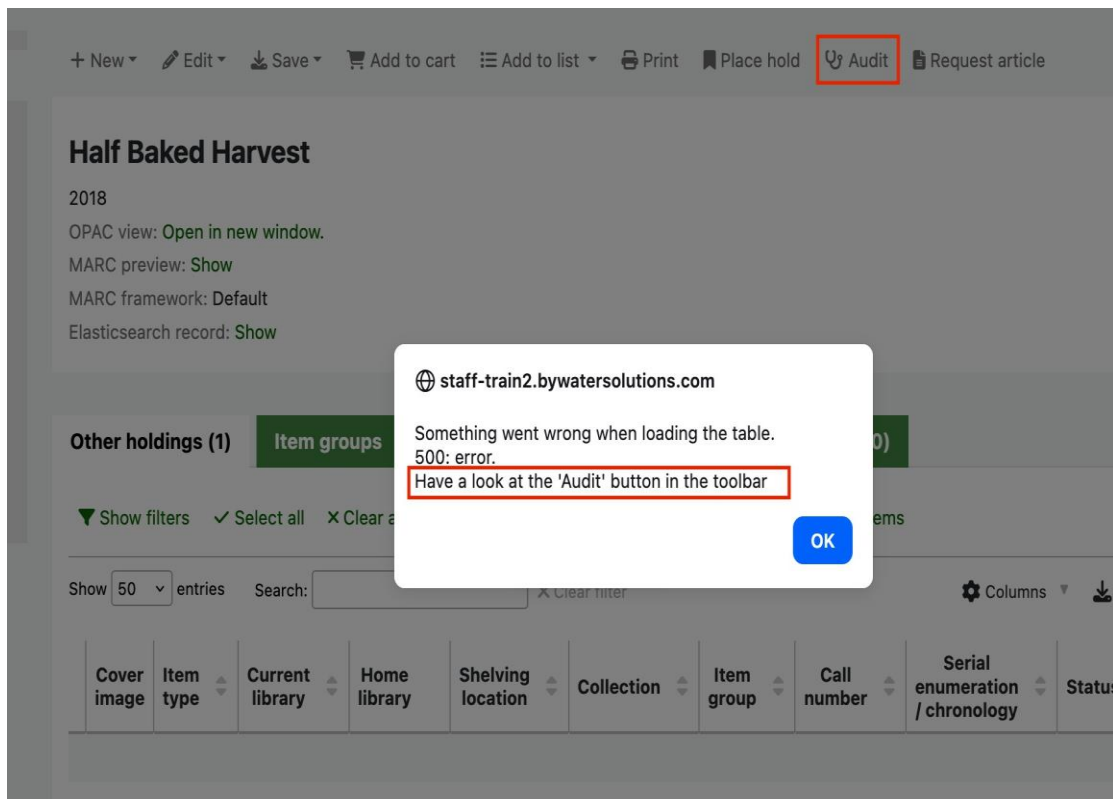 + New Edit Save Add to cart Add to list Print Place hold Audit Request article
Half Baked Harvest
2018
OPAC view: Open in new window.
MARC preview: Show
MARC framework: Default
Elasticsearch record: Show
staff-train2.bywatersolutions.com
Something went wrong when loading the table.
500: error.
Have a look at the 'Audit' button in the toolbar
OK
Other holdings (1) Item groups 0)
Show filters Select all Clear a ems
Show 50 entries Search: Clear filter Columns
Cover image
Item type
Current library
Home library
Shelving location
Collection
Item group
Call number
Serial enumeration / chronology
Status